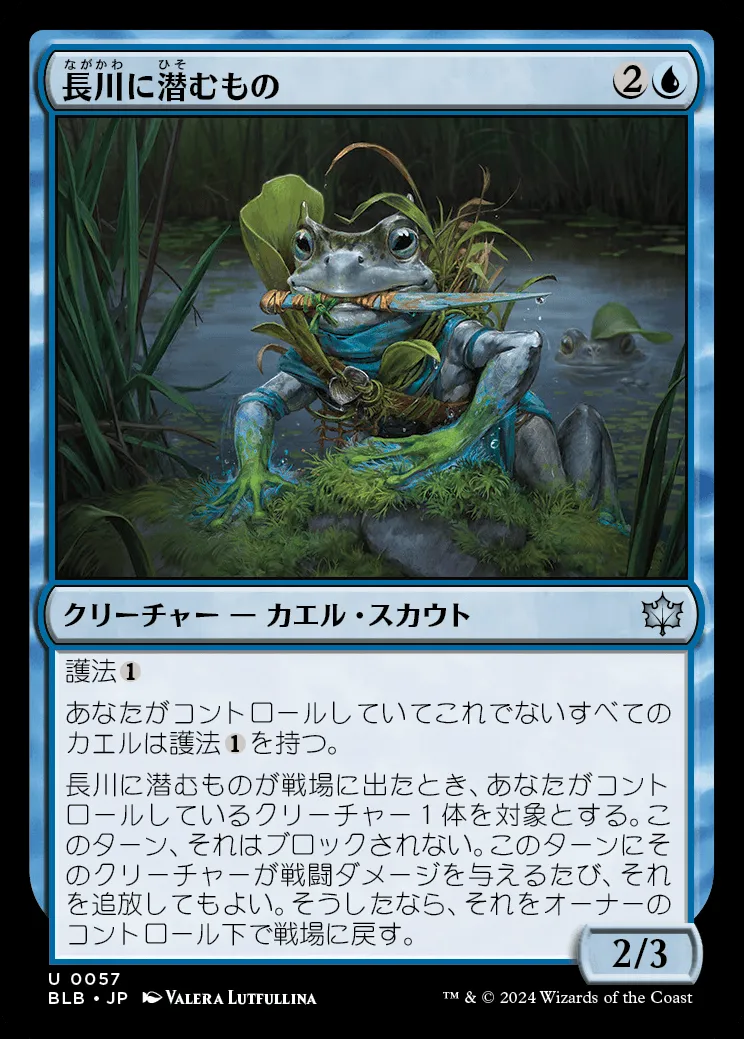 ながかわ ひそ
長川に潜むもの 2
クリーチャー — カエル・スカウト
護法1
あなたがコントロールしていてこれでないすべての
カエルは護法1を持つ。
長川に潜むものが戦場に出たとき、あなたがコント
ロールしているクリーチャー1体を対象とする。こ
のターン、それはブロックされない。このターンにそ
のクリーチャーが戦闘ダメージを与えるたび、それ
を追放してもよい。そうしたなら、それをオーナーの
コントロール下で戦場に戻す。
2/3
U 0057
BLB • JP VALERA LUTFULLINA
™ & © 2024 Wizards of the Coast